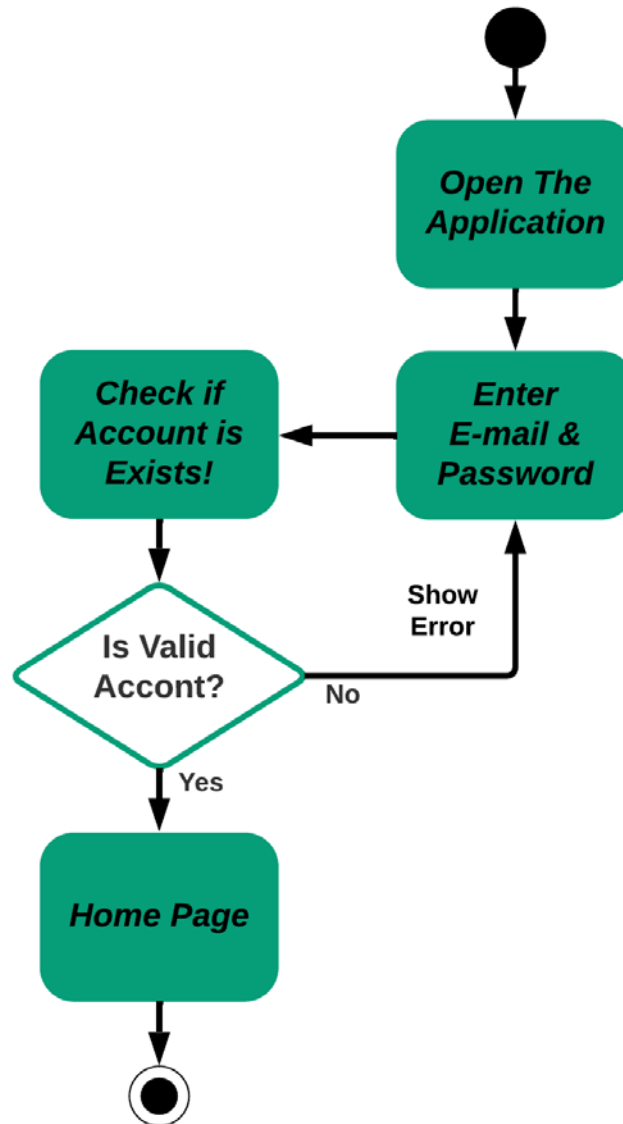 Open The
Application
Enter
E-mail &
Password
Check if
Account is
Exists!
Is Valid
Accont?
Show
Error
No
Yes
Home Page